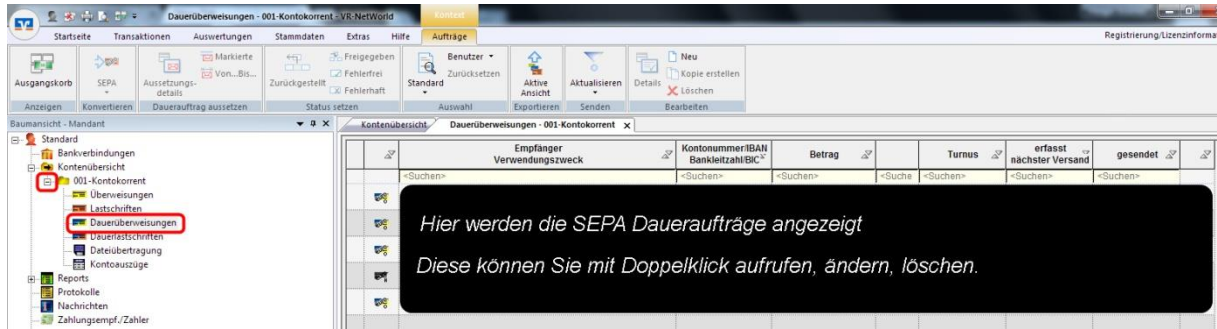 Dauerüberweisungen - 001-Kontokorrent - VR-NetWorld
Kontext
Startseite Transaktionen Auswertungen Stammdaten Extras Hilfe Aufträge
Registrierung/Lizenzinforma
Ausgangskorb
SEPA
Aussetzungs-
details
Markierte
Von...Bis...
Zurückgestellt
Freigegeben
Fehlerfrei
Fehlerhaft
Standard
Benutzer
Zurücksetzen
Aktive
Ansicht
Aktualisieren
Details
Neu
Kopie erstellen
Löschen
Anzeigen Konvertieren Dauerauftrag aussetzen Status setzen Auswahl Exportieren Senden Bearbeiten
Baumansicht - Mandant
Standard
Bankverbindungen
Kontenübersicht
001-Kontokorrent
Überweisungen
Lastschriften
Dauerüberweisungen
Dauerlastschriften
Dateiübertragung
Kontoauszüge
Reports
Protokolle
Nachrichten
Zahlungsempf./Zahler
Kontenübersicht Dauerüberweisungen - 001-Kontokorrent x
Empfänger
Verwendungszweck
Kontonummer/IBAN
Bankleitzahl/BIC
Betrag
Turnus
erfasst
nächster Versand
gesendet
<Suchen> <Suchen> <Suchen> <Suche <Suchen> <Suchen> <Suchen>
Hier werden die SEPA Daueraufträge angezeigt
Diese können Sie mit Doppelklick aufrufen, ändern, löschen.